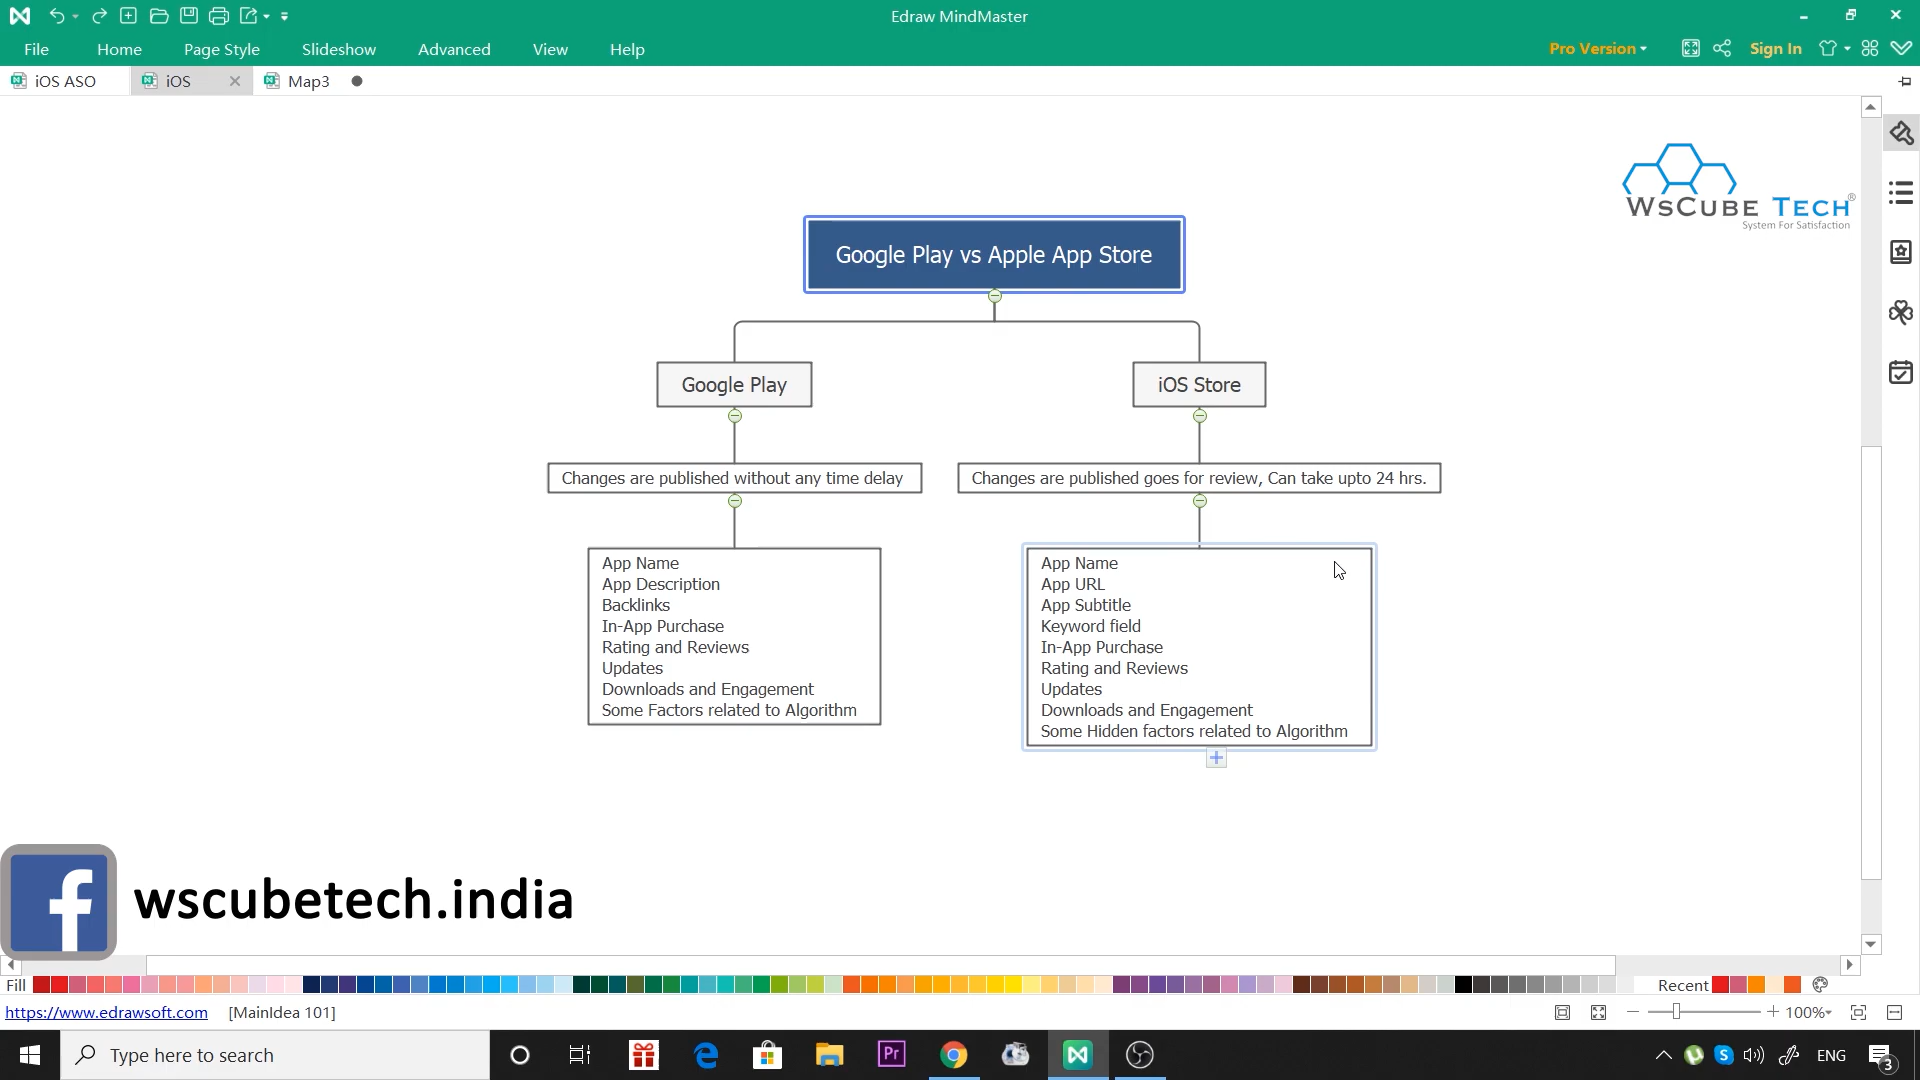 Edraw MindMaster
File Home Page Style Slideshow Advanced View Help
Pro Version Sign In
iOS ASO iOS Map3
WsCube Tech®
System For Satisfaction
Google Play vs Apple App Store
Google Play
iOS Store
Changes are published without any time delay
Changes are published goes for review, Can take upto 24 hrs.
App Name
App Description
Backlinks
In-App Purchase
Rating and Reviews
Updates
Downloads and Engagement
Some Factors related to Algorithm
App Name
App URL
App Subtitle
Keyword field
In-App Purchase
Rating and Reviews
Updates
Downloads and Engagement
Some Hidden factors related to Algorithm
f wscubetech.india
Fill
Recent
https://www.edrawsoft.com [MainIdea 101]
100%
Type here to search
Pr
S
ENG
3